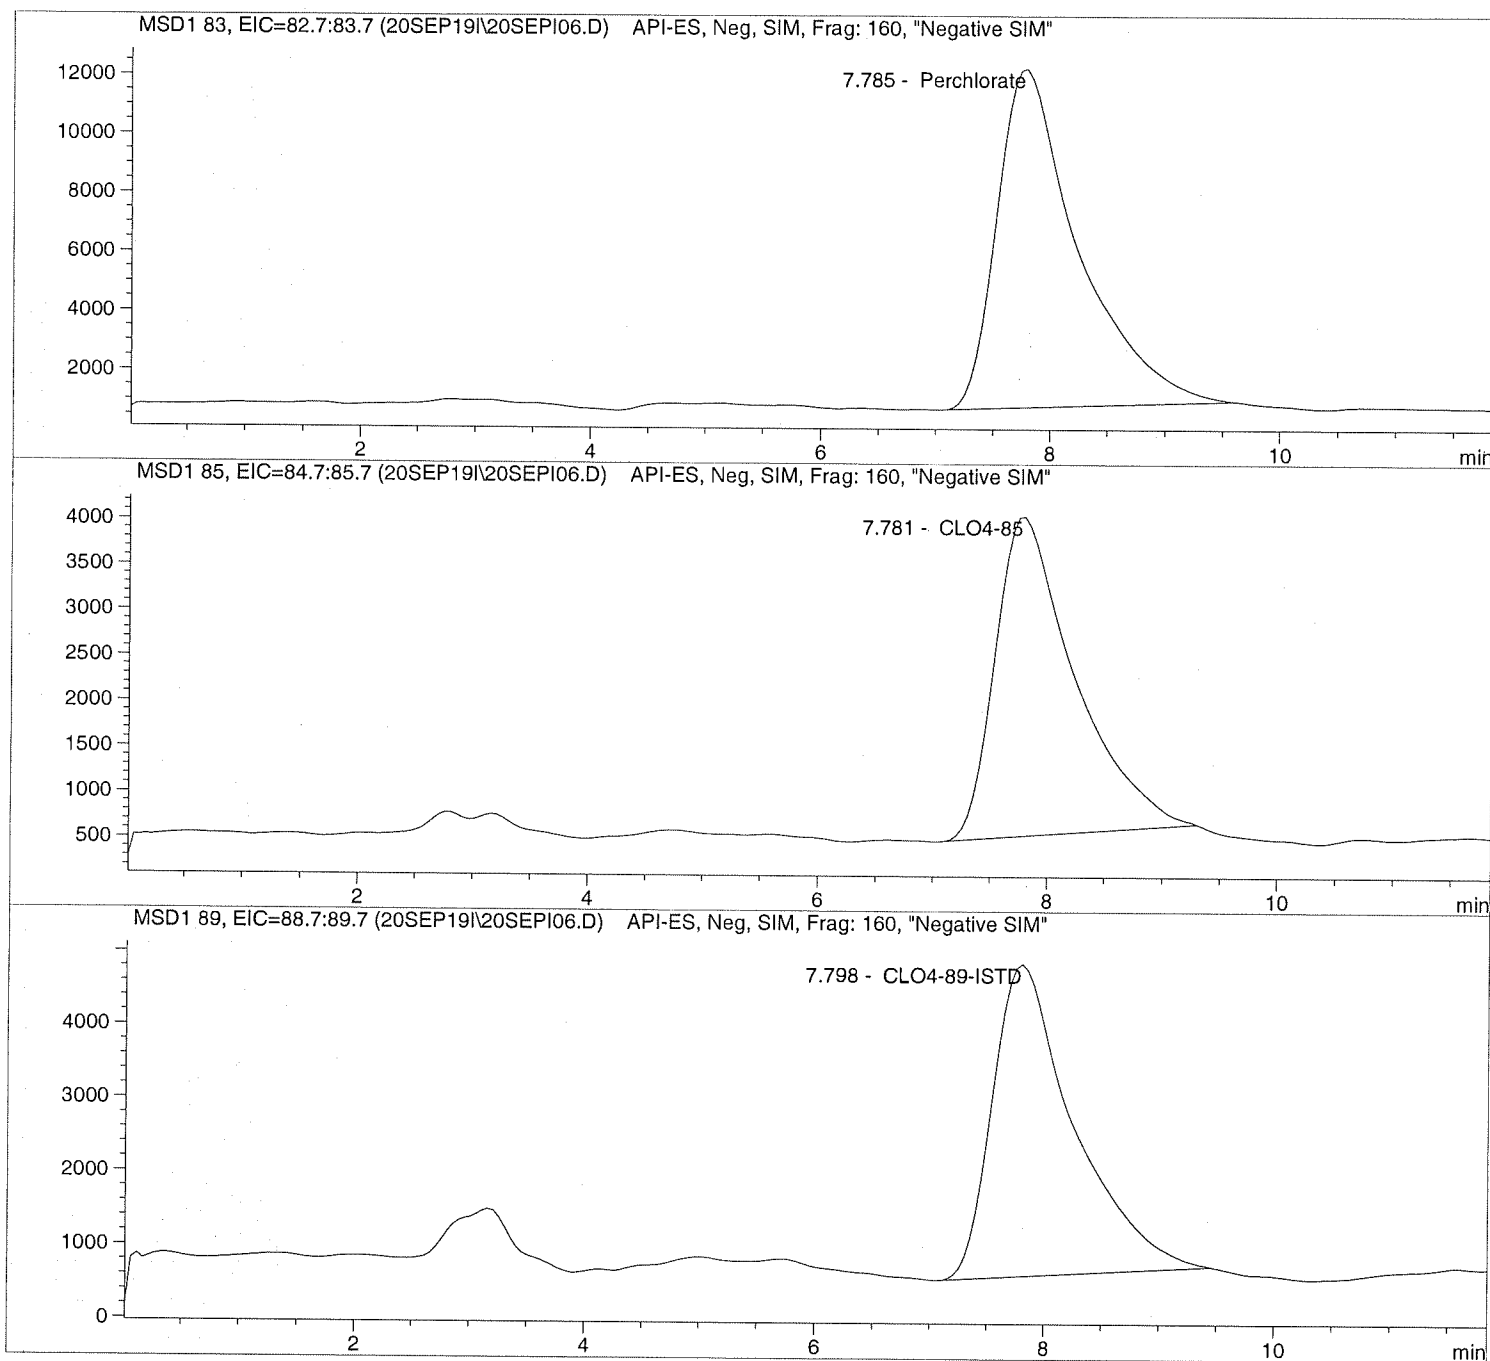 MSD1 83, EIC=82.7:83.7 (20SEP19I\20SEPI06.D) API-ES, Neg, SIM, Frag: 160, "Negative SIM"
12000
7.785 - Perchlorate
10000
8000
6000
4000
2000
2 4 6 8 10 min
MSD1 85, EIC=84.7:85.7 (20SEP19I\20SEPI06.D) API-ES, Neg, SIM, Frag: 160, "Negative SIM"
4000
7.781 - CLO4-85
3500
3000
2500
2000
1500
1000
500
2 4 6 8 10 min
MSD1 89, EIC=88.7:89.7 (20SEP19I\20SEPI06.D) API-ES, Neg, SIM, Frag: 160, "Negative SIM"
7.798 - CLO4-89-ISTD
4000
3000
2000
1000
0
2 4 6 8 10 min